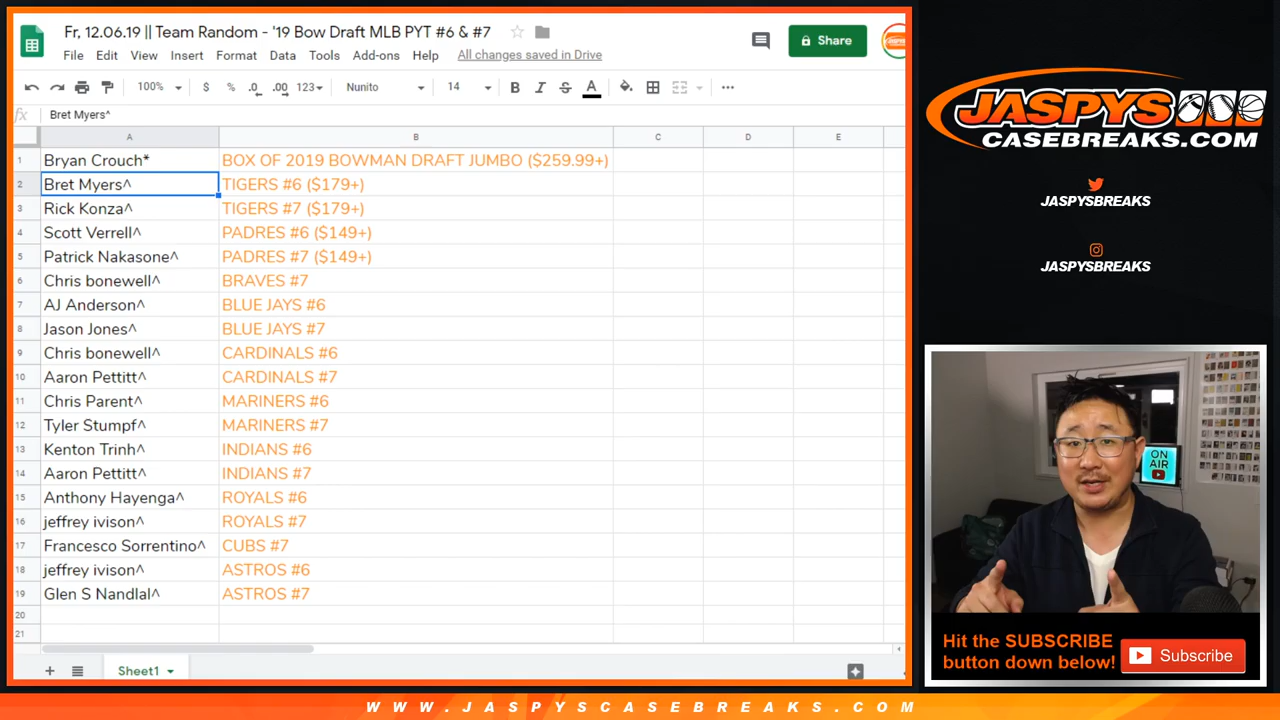 Fr, 12.06.19 || Team Random - '19 Bow Draft MLB PYT #6 & #7
File Edit View Insert Format Data Tools Add-ons Help All changes saved in Drive
Share
100% $ % .0 .00 123 Nunito 14 B I S A
fx Bret Myers^
A B C D E
1 Bryan Crouch* BOX OF 2019 BOWMAN DRAFT JUMBO ($259.99+)
2 Bret Myers^ TIGERS #6 ($179+)
3 Rick Konza^ TIGERS #7 ($179+)
4 Scott Verrell^ PADRES #6 ($149+)
5 Patrick Nakasone^ PADRES #7 ($149+)
6 Chris bonewell^ BRAVES #7
7 AJ Anderson^ BLUE JAYS #6
8 Jason Jones^ BLUE JAYS #7
9 Chris bonewell^ CARDINALS #6
10 Aaron Pettitt^ CARDINALS #7
11 Chris Parent^ MARINERS #6
12 Tyler Stumpf^ MARINERS #7
13 Kenton Trinh^ INDIANS #6
14 Aaron Pettitt^ INDIANS #7
15 Anthony Hayenga^ ROYALS #6
16 jeffrey ivison^ ROYALS #7
17 Francesco Sorrentino^ CUBS #7
18 jeffrey ivison^ ASTROS #6
19 Glen S Nandlal^ ASTROS #7
20
21
Sheet1
JASPYS
CASEBREAKS.COM
JASPYSBREAKS
JASPYSBREAKS
ON
AIR
Hit the SUBSCRIBE
button down below!
Subscribe
WWW.JASPYSCASEBREAKS.COM